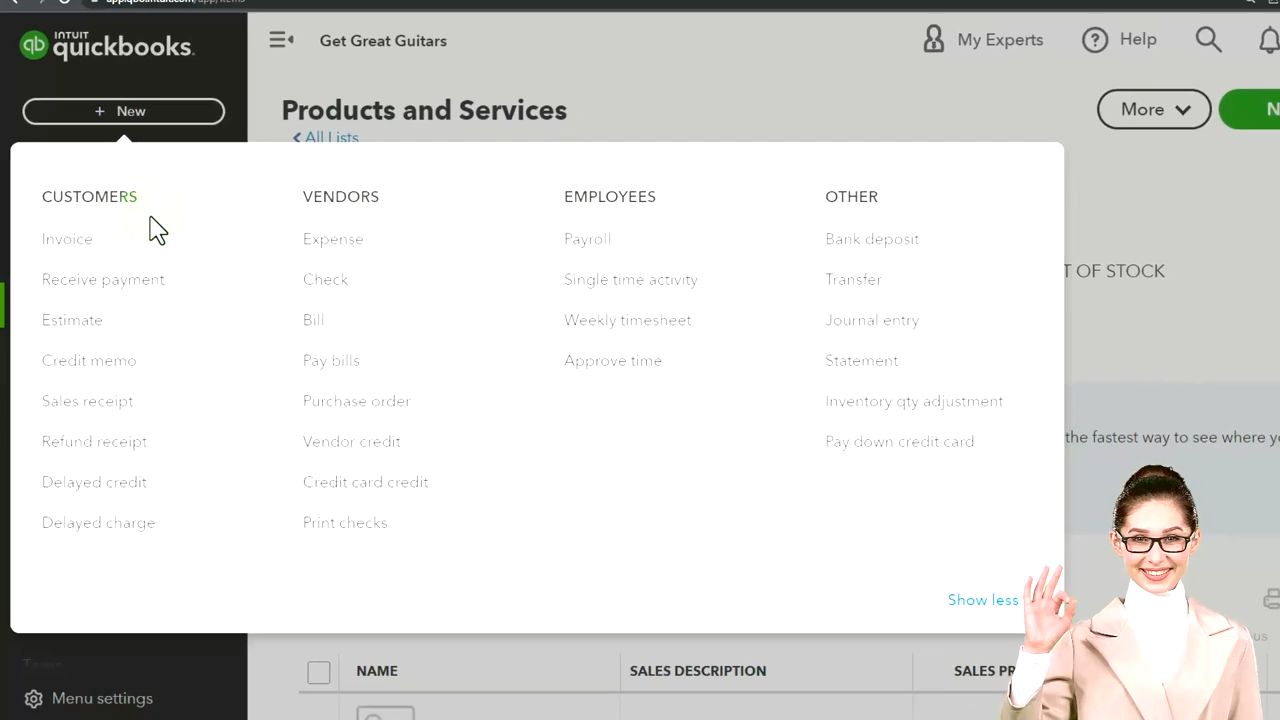 INTUIT
quickbooks.
Get Great Guitars
My Experts
Help
+ New
Products and Services
More
All Lists
CUSTOMERS
Invoice
Receive payment
Estimate
Credit memo
Sales receipt
Refund receipt
Delayed credit
Delayed charge
VENDORS
Expense
Check
Bill
Pay bills
Purchase order
Vendor credit
Credit card credit
Print checks
EMPLOYEES
Payroll
Single time activity
Weekly timesheet
Approve time
OTHER
Bank deposit
Transfer
Journal entry
Statement
Inventory qty adjustment
Pay down credit card
Show less
OF STOCK
the fastest way to see where
Menu settings
NAME
SALES DESCRIPTION
SALES